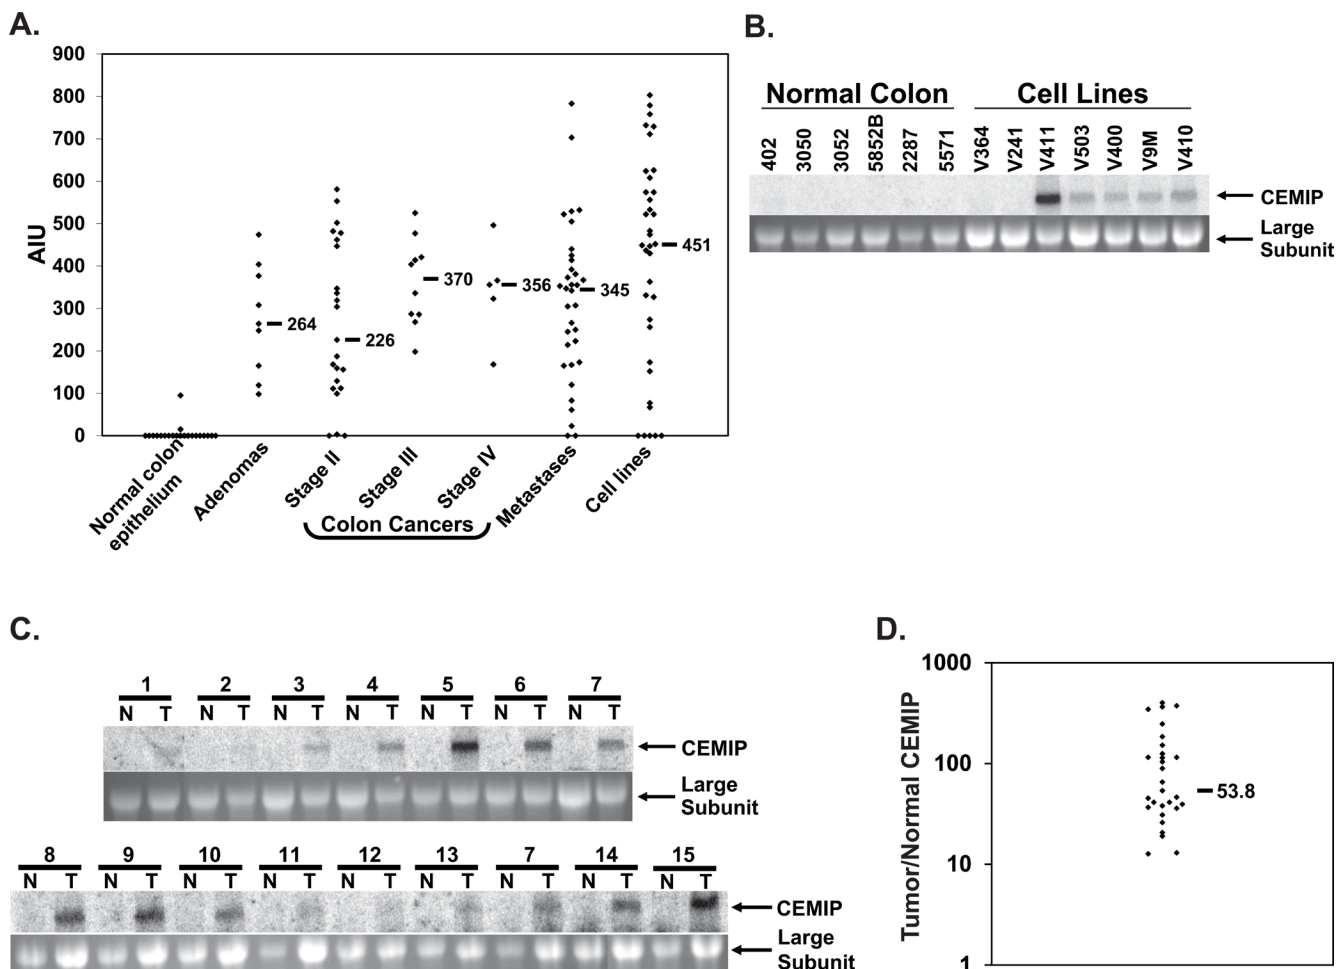 A.
900
800
700
600
500
400
300
200
100
0
AIU
264
226
370
356
345
451
Normal colon
epithelium
Adenomas
Stage II
Stage III
Stage IV
Metastases
Cell lines
Colon Cancers
B.
Normal Colon Cell Lines
402 3050 3052 5852B 2287 5571 V364 V241 V411 V503 V400 V9M V410
CEMIP
Large
Subunit
C.
1 2 3 4 5 6 7
N T N T N T N T N T N T N T
CEMIP
Large
Subunit
8 9 10 11 12 13 7 14 15
N T N T N T N T N T N T N T N T N T
CEMIP
Large
Subunit
D.
Tumor/Normal CEMIP
1000
100
10
1
53.8